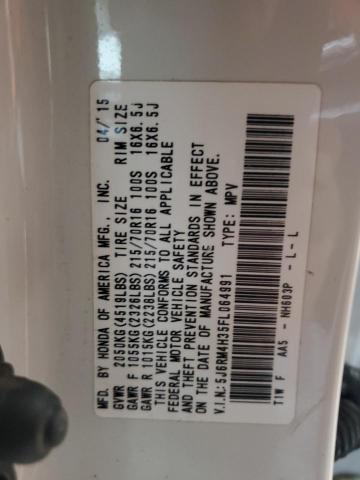 MFD. BY HONDA OF AMERICA MFG., INC. 04/'15
GVWR 2050KG(4519LBS) TIRE SIZE RIM SIZE
GAWR F 1055KG(2326LBS) 215/70R16 100S 16X6.5J
GAWR R 1015KG(2238LBS) 215/70R16 100S 16X6.5J
THIS VEHICLE CONFORMS TO ALL APPLICABLE
FEDERAL MOTOR VEHICLE SAFETY
AND THEFT PREVENTION STANDARDS IN EFFECT
ON THE DATE OF MANUFACTURE SHOWN ABOVE.
V.I.N:5J6RM4H35FL064991 TYPE: MPV
T1W F AA5 - NH603P - L - L